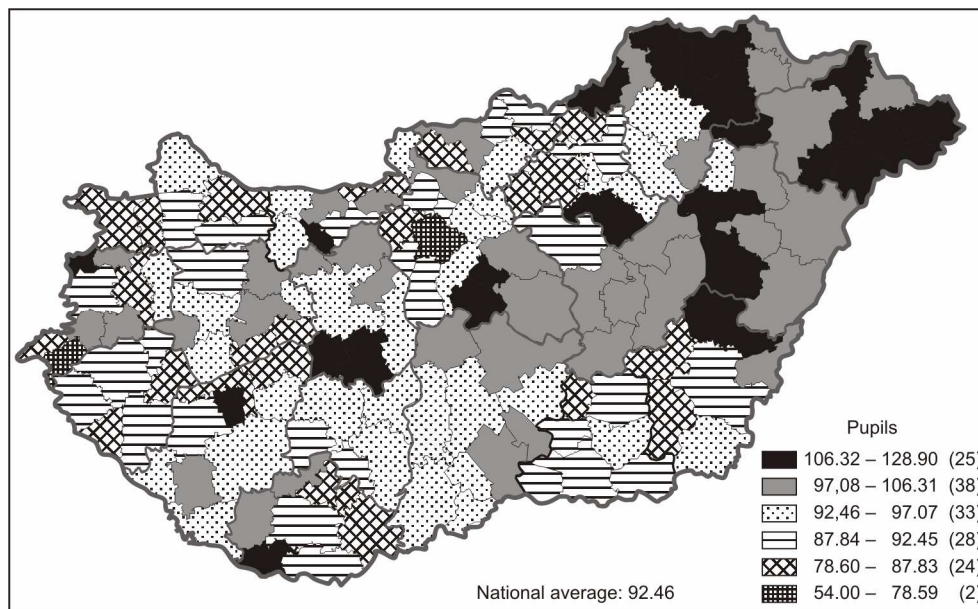 Pupils
106.32 – 128.90 (25)
97,08 – 106.31 (38)
92,46 – 97.07 (33)
87.84 – 92.45 (28)
78.60 – 87.83 (24)
54.00 – 78.59 (2)
National average: 92.46